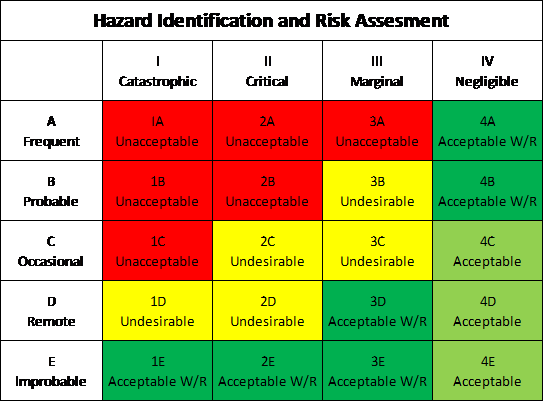 Hazard Identification and Risk Assesment
I II III IV
Catastrophic Critical Marginal Negligible
A IA 2A 3A 4A
Frequent Unacceptable Unacceptable Unacceptable Acceptable W/R
B 1B 2B 3B 4B
Probable Unacceptable Unacceptable Undesirable Acceptable W/R
C 1C 2C 3C 4C
Occasional Unacceptable Undesirable Undesirable Acceptable
D 1D 2D 3D 4D
Remote Undesirable Undesirable Acceptable W/R Acceptable
E 1E 2E 3E 4E
Improbable Acceptable W/R Acceptable W/R Acceptable W/R Acceptable